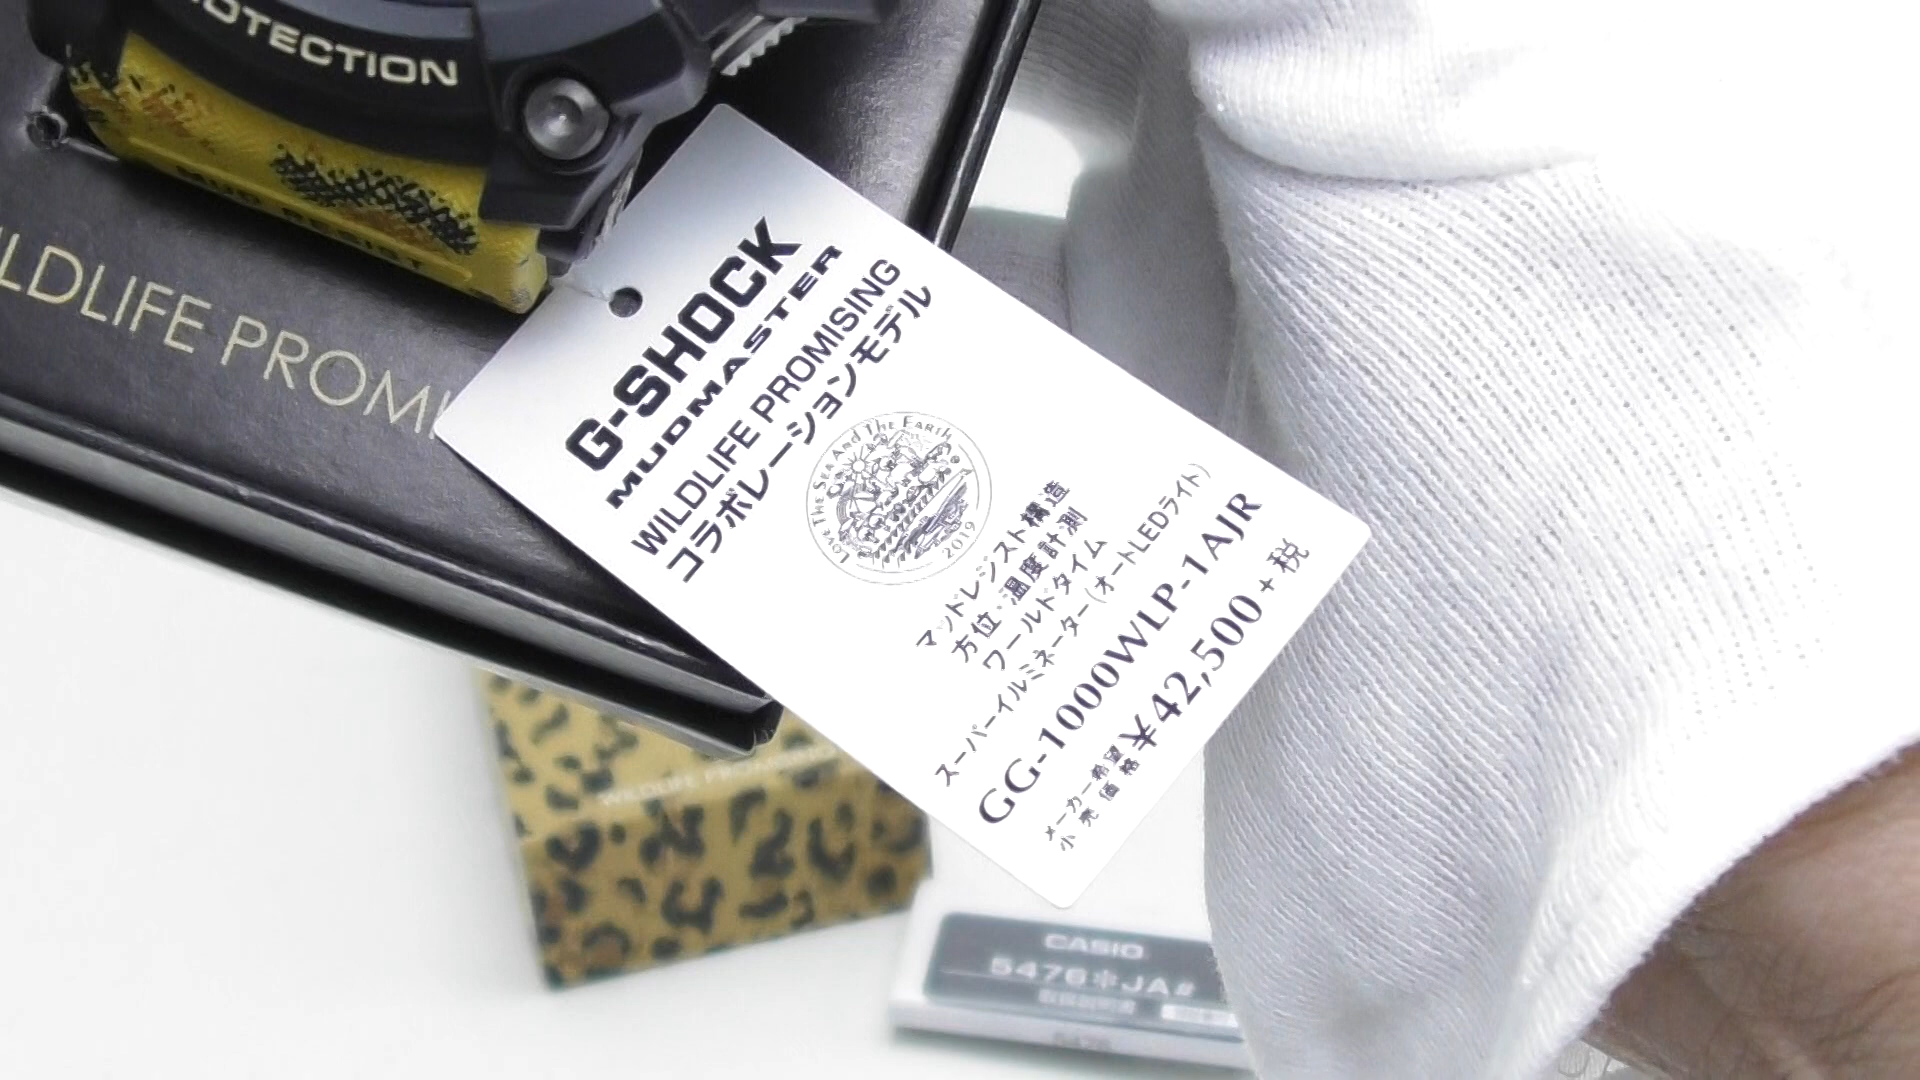 OTECTION
MUD RESIST
ILDLIFE PROMI
G-SHOCK
MUDMASTER
WILDLIFE PROMISING
コラボレーションモデル
LOVE THE SEA AND THE EARTH
2019
マッドレジスト構造
方位・温度計測
ワールドタイム
スーパーイルミネーター(オートLEDライト)
GG-1000WLP-1AJR
メーカー希望
小売価格 ¥42,500+税
WILDLIFE PROMISING
CASIO
5476※JA#